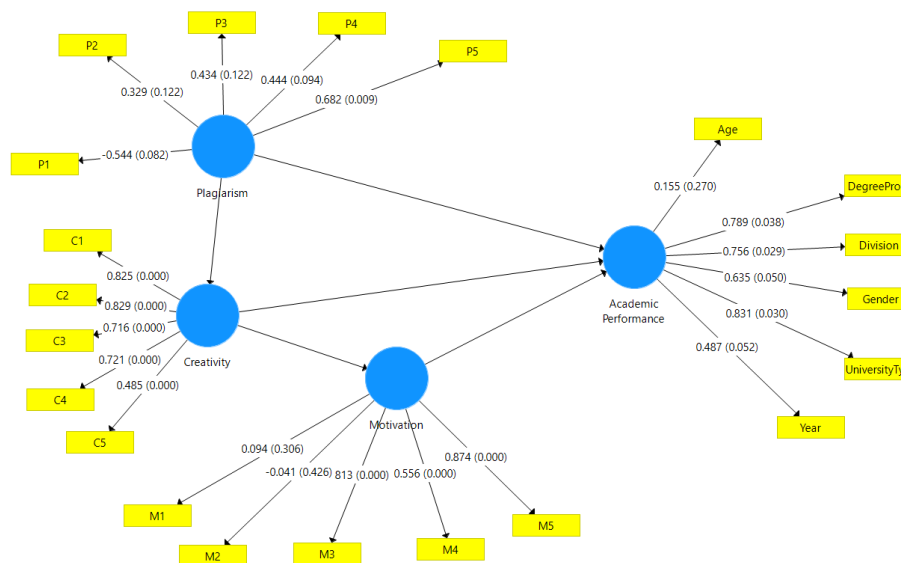 P3
P4
P2
P5
0.434 (0.122)
0.444 (0.094)
0.329 (0.122)
0.682 (0.009)
Age
-0.544 (0.082)
P1
Plagiarism
0.155 (0.270)
DegreePro
0.789 (0.038)
C1
Division
0.756 (0.029)
0.825 (0.000)
0.635 (0.050)
C2
0.829 (0.000)
Gender
Academic
Performance
0.716 (0.000)
0.831 (0.030)
C3
0.487 (0.052)
0.721 (0.000)
Creativity
UniversityTy
0.485 (0.000)
C4
Motivation
Year
C5
0.094 (0.306)
0.874 (0.000)
-0.041 (0.426)
813 (0.000)
0.556 (0.000)
M1
M5
M2
M3
M4